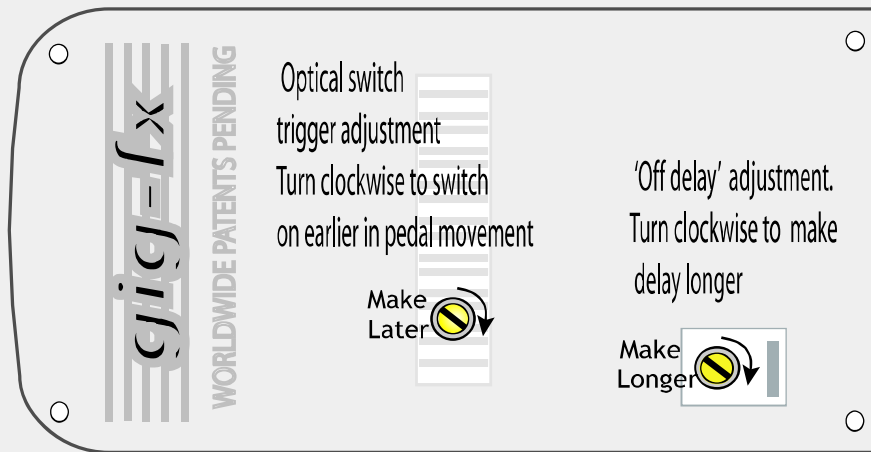 gig-fx
WORLDWIDE PATENTS PENDING
Optical switch
trigger adjustment
Turn clockwise to switch
on earlier in pedal movement
Make
Later
'Off delay' adjustment.
Turn clockwise to make
delay longer
Make
Longer